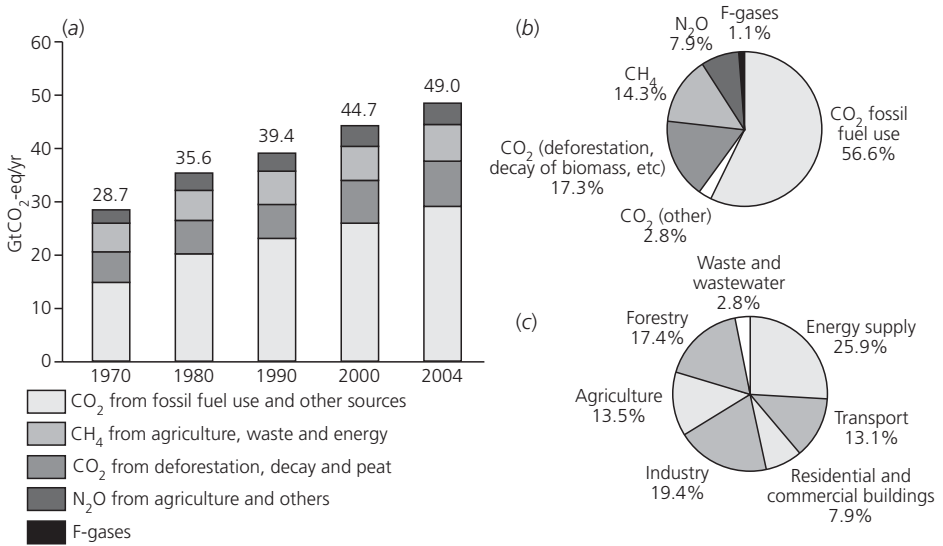 (a)
60
50
40
30
20
10
0
GtCO2-eq/yr
28.7
35.6
39.4
44.7
49.0
1970 1980 1990 2000 2004
CO2 from fossil fuel use and other sources
CH4 from agriculture, waste and energy
CO2 from deforestation, decay and peat
N2O from agriculture and others
F-gases
(b)
F-gases
1.1%
N2O
7.9%
CH4
14.3%
CO2 (deforestation,
decay of biomass, etc)
17.3%
CO2 (other)
2.8%
CO2 fossil
fuel use
56.6%
(c)
Waste and
wastewater
2.8%
Forestry
17.4%
Agriculture
13.5%
Industry
19.4%
Energy supply
25.9%
Transport
13.1%
Residential and
commercial buildings
7.9%